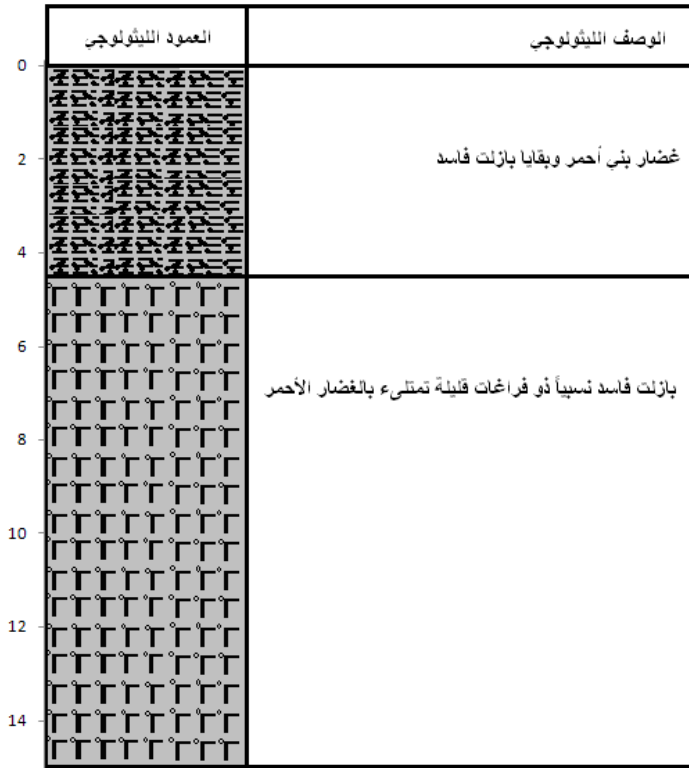 الوصف الليثولوجي
العمود الليثولوجي
0
غضار بني أحمر وبقايا بازلت فاسد
2
4
6
بازلت فاسد نسبياً ذو فراغات قليلة تمتلىء بالغضار الأحمر
8
10
12
14